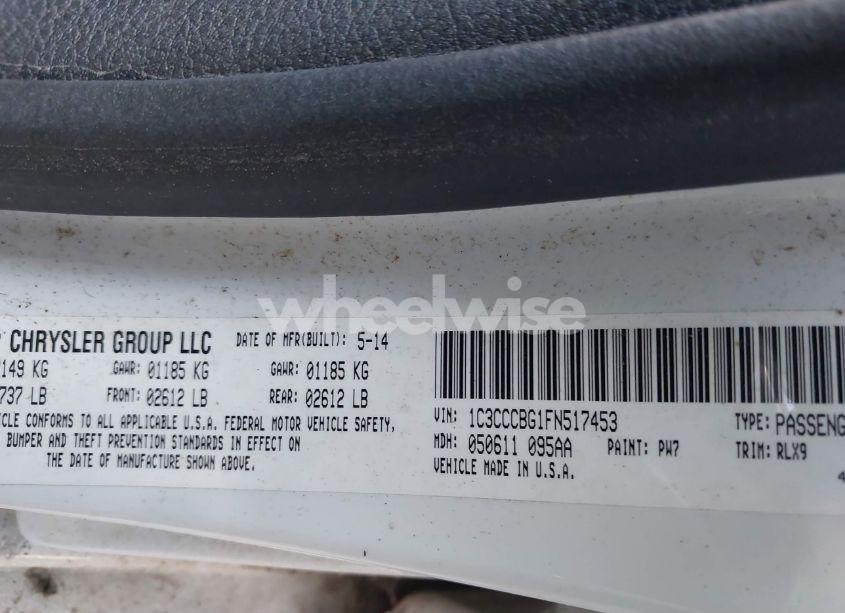 wheelwise
CHRYSLER GROUP LLC DATE OF MFR(BUILT): 5-14
149 KG GAWR: 01185 KG GAWR: 01185 KG
737 LB FRONT: 02612 LB REAR: 02612 LB
CONFORMS TO ALL APPLICABLE U.S.A. FEDERAL MOTOR VEHICLE SAFETY,
BUMPER AND THEFT PREVENTION STANDARDS IN EFFECT ON
THE DATE OF MANUFACTURE SHOWN ABOVE.
VIN: 1C3CCCBG1FN517453 TYPE: PASSENG
MDH: 050611 095AA PAINT: PW7 TRIM: RLX9
VEHICLE MADE IN U.S.A. 4